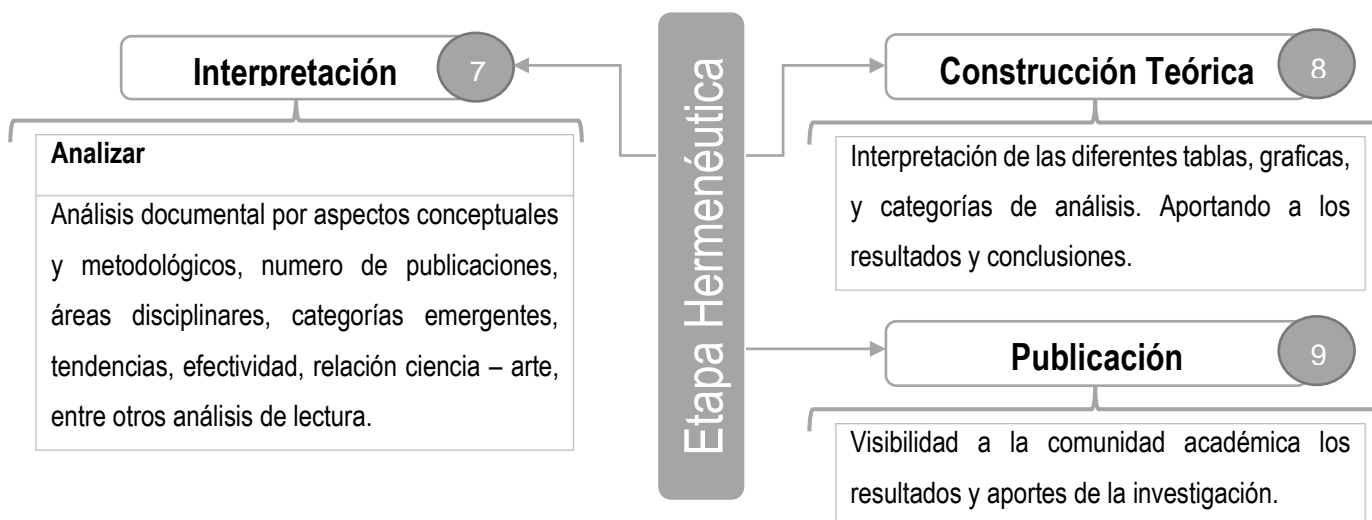 Interpretación
7
Analizar
Análisis documental por aspectos conceptuales
y metodológicos, numero de publicaciones,
áreas disciplinares, categorías emergentes,
tendencias, efectividad, relación ciencia – arte,
entre otros análisis de lectura.
Etapa Hermenéutica
Construcción Teórica
8
Interpretación de las diferentes tablas, graficas,
y categorías de análisis. Aportando a los
resultados y conclusiones.
Publicación
9
Visibilidad a la comunidad académica los
resultados y aportes de la investigación.